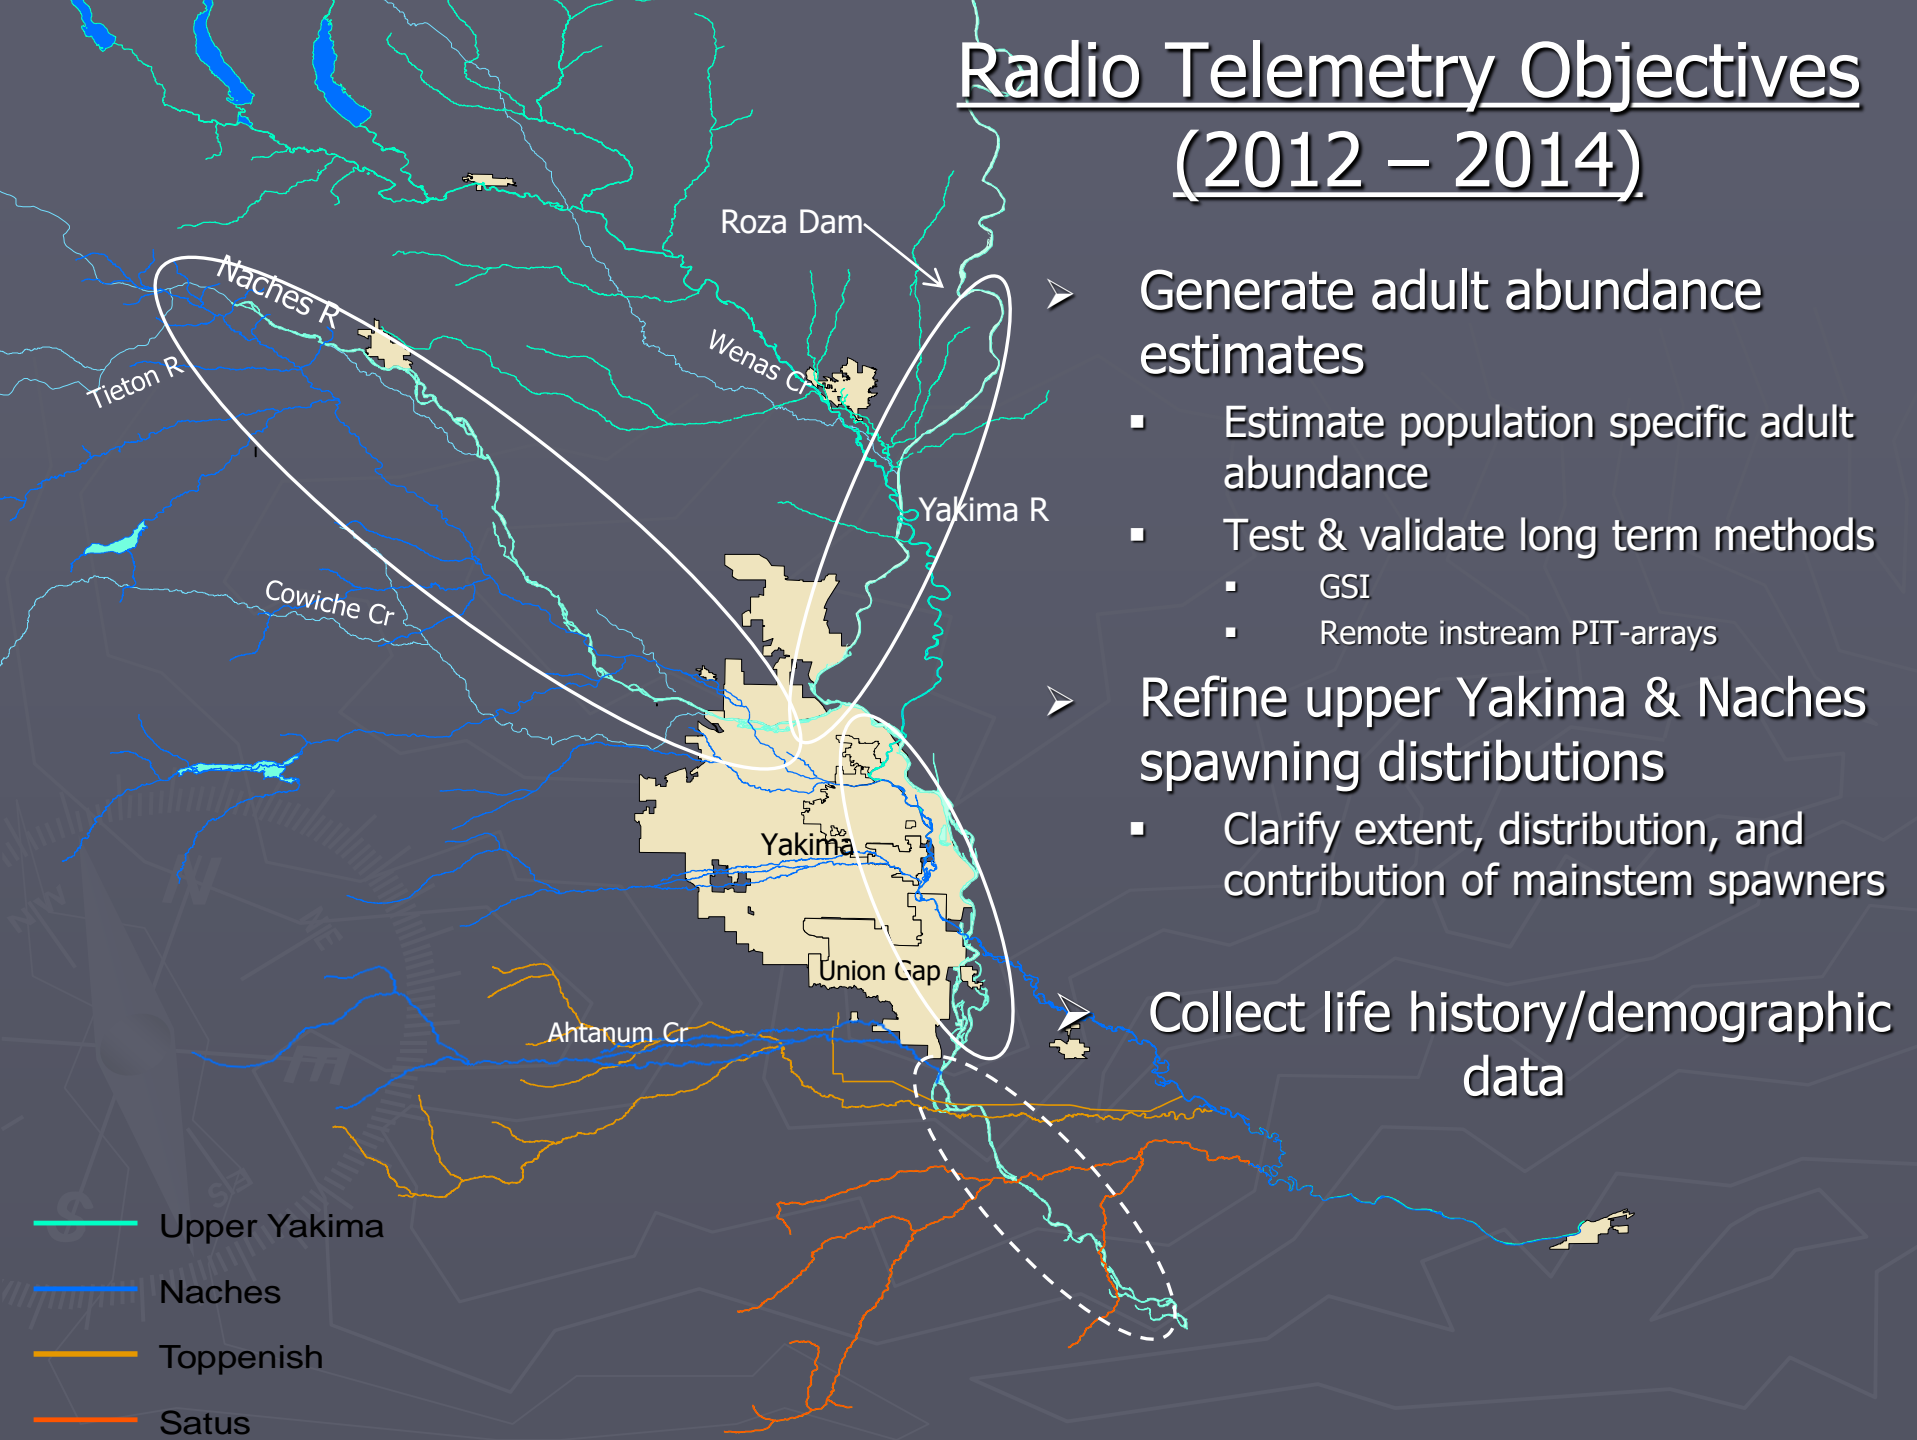 Radio Telemetry Objectives
(2012 – 2014)
Roza Dam
Naches R
Tieton R
Wenas Cr
Yakima R
Cowiche Cr
Yakima
Union Gap
Ahtanum Cr
➢ Generate adult abundance
estimates
▪ Estimate population specific adult
abundance
▪ Test & validate long term methods
▪ GSI
▪ Remote instream PIT-arrays
➢ Refine upper Yakima & Naches
spawning distributions
▪ Clarify extent, distribution, and
contribution of mainstem spawners
➢ Collect life history/demographic
data
N
NW
NE
E
SE
S
Upper Yakima
Naches
Toppenish
Satus